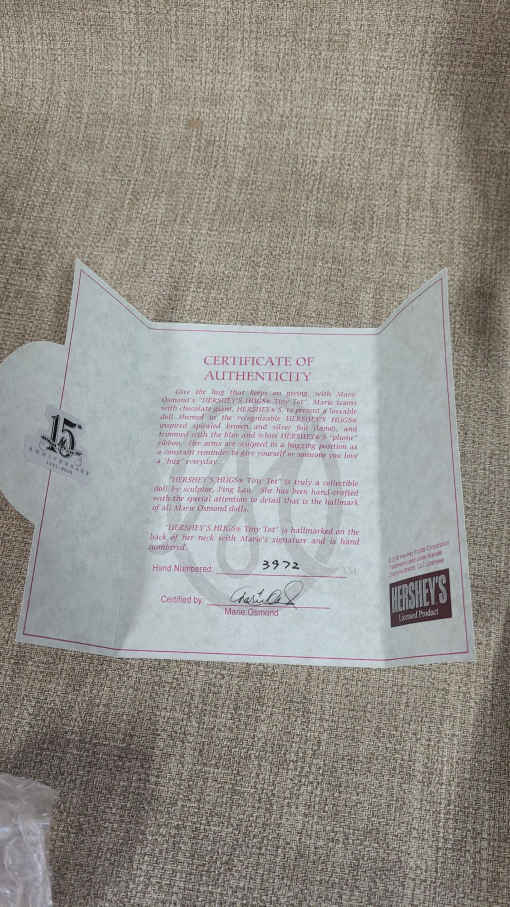 CERTIFICATE OF
AUTHENTICITY
Give the hug that keeps on giving, with Marie
Osmond's "HERSHEY'S HUGS® Tiny Tot". Marie teams
with chocolate giant, HERSHEY'S, to present a loveable
doll themed in the recognizable HERSHEY'S HUGS®
inspired spiraled brown and silver foil lamé, and
trimmed with the blue and white HERSHEY'S "plume"
ribbon. Her arms are sculpted in a hugging position as
a constant reminder to give yourself or someone you love
a "hug" everyday.
"HERSHEY'S HUGS® Tiny Tot" is truly a collectible
doll by sculptor, Ping Lau. She has been hand-crafted
with the special attention to detail that is the hallmark
of all Marie Osmond dolls.
"HERSHEY'S HUGS® Tiny Tot" is hallmarked on the
back of her neck with Marie's signature and is hand
numbered.
Hand Numbered: 3972
Certified by:
Marie Osmond
15
ANNIVERSARY
HERSHEY'S
Licensed Product